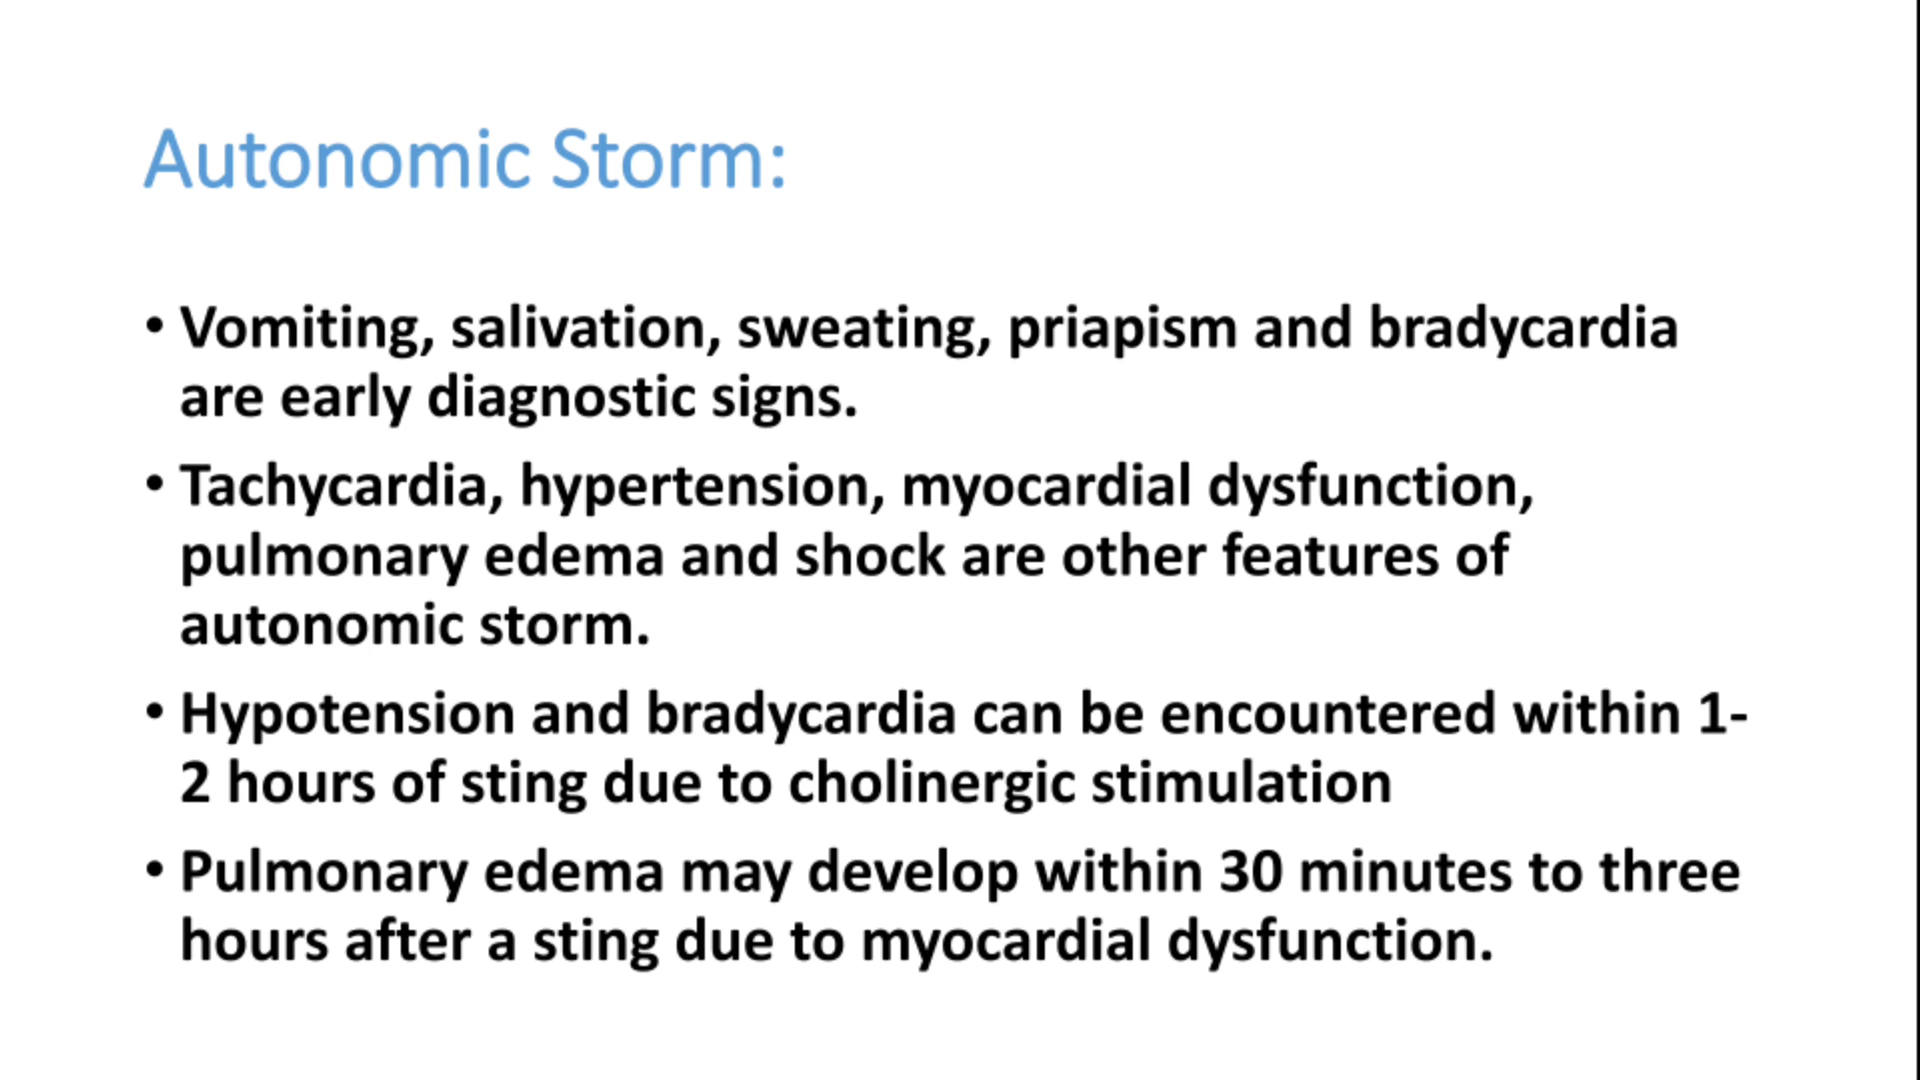 Autonomic Storm:
• Vomiting, salivation, sweating, priapism and bradycardia
are early diagnostic signs.
• Tachycardia, hypertension, myocardial dysfunction,
pulmonary edema and shock are other features of
autonomic storm.
• Hypotension and bradycardia can be encountered within 1-
2 hours of sting due to cholinergic stimulation
• Pulmonary edema may develop within 30 minutes to three
hours after a sting due to myocardial dysfunction.